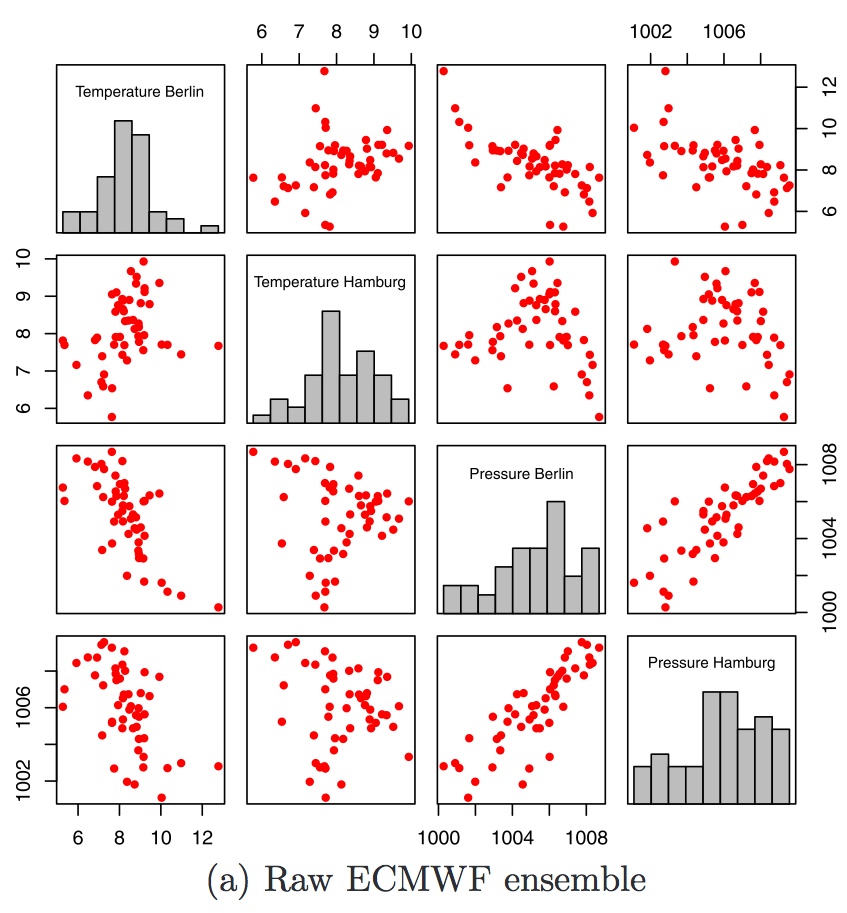 6 7 8 9 10
1002 1006
Temperature Berlin
6 8 10 12
6 7 8 9 10
Temperature Hamburg
Pressure Berlin
1000 1004 1008
1002 1006
Pressure Hamburg
6 8 10 12
1000 1004 1008
(a) Raw ECMWF ensemble